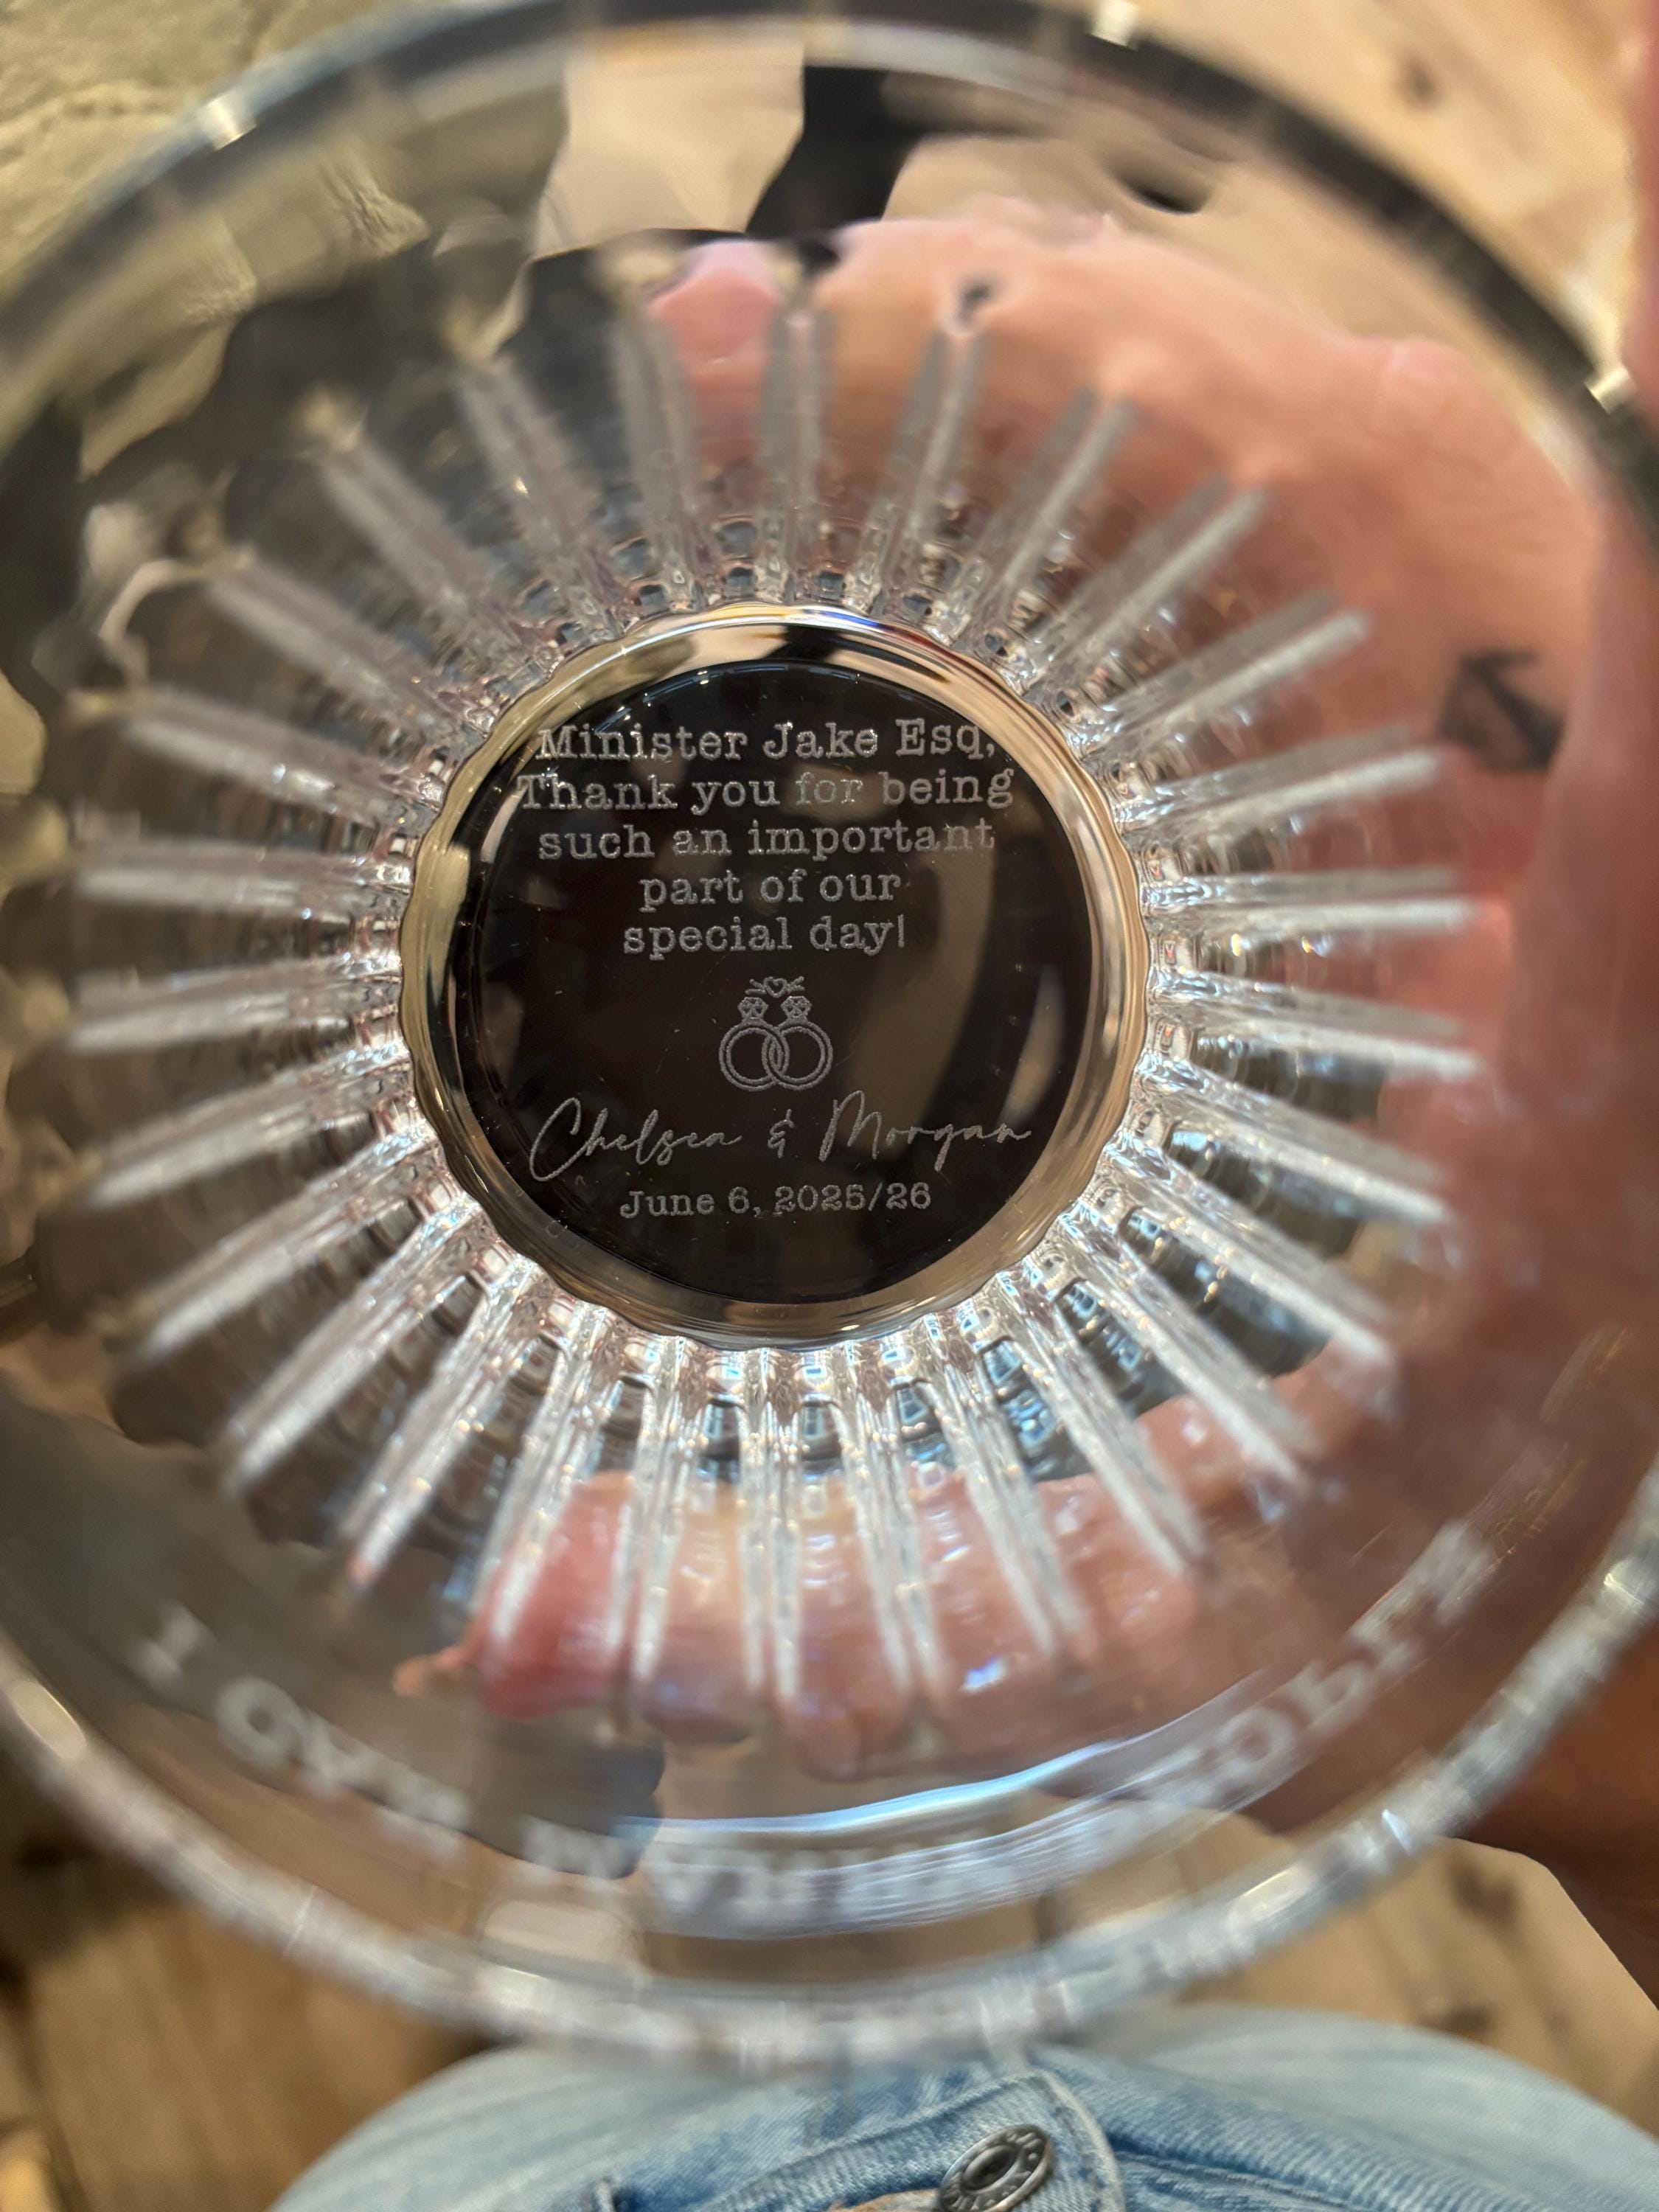 Minister Jake Esq,
Thank you for being
such an important
part of our
special day!
Chelsea & Morgan
June 6, 2025/26